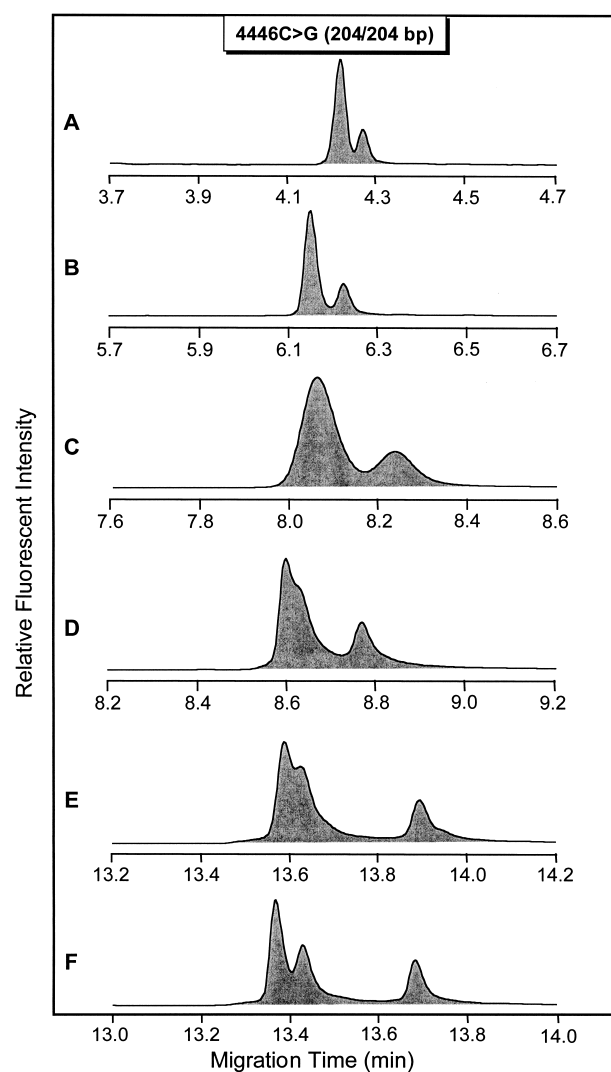 4446C>G (204/204 bp)
A
3.7 3.9 4.1 4.3 4.5 4.7
B
5.7 5.9 6.1 6.3 6.5 6.7
C
7.6 7.8 8.0 8.2 8.4 8.6
D
8.2 8.4 8.6 8.8 9.0 9.2
E
13.2 13.4 13.6 13.8 14.0 14.2
F
13.0 13.2 13.4 13.6 13.8 14.0
Migration Time (min)
Relative Fluorescent Intensity